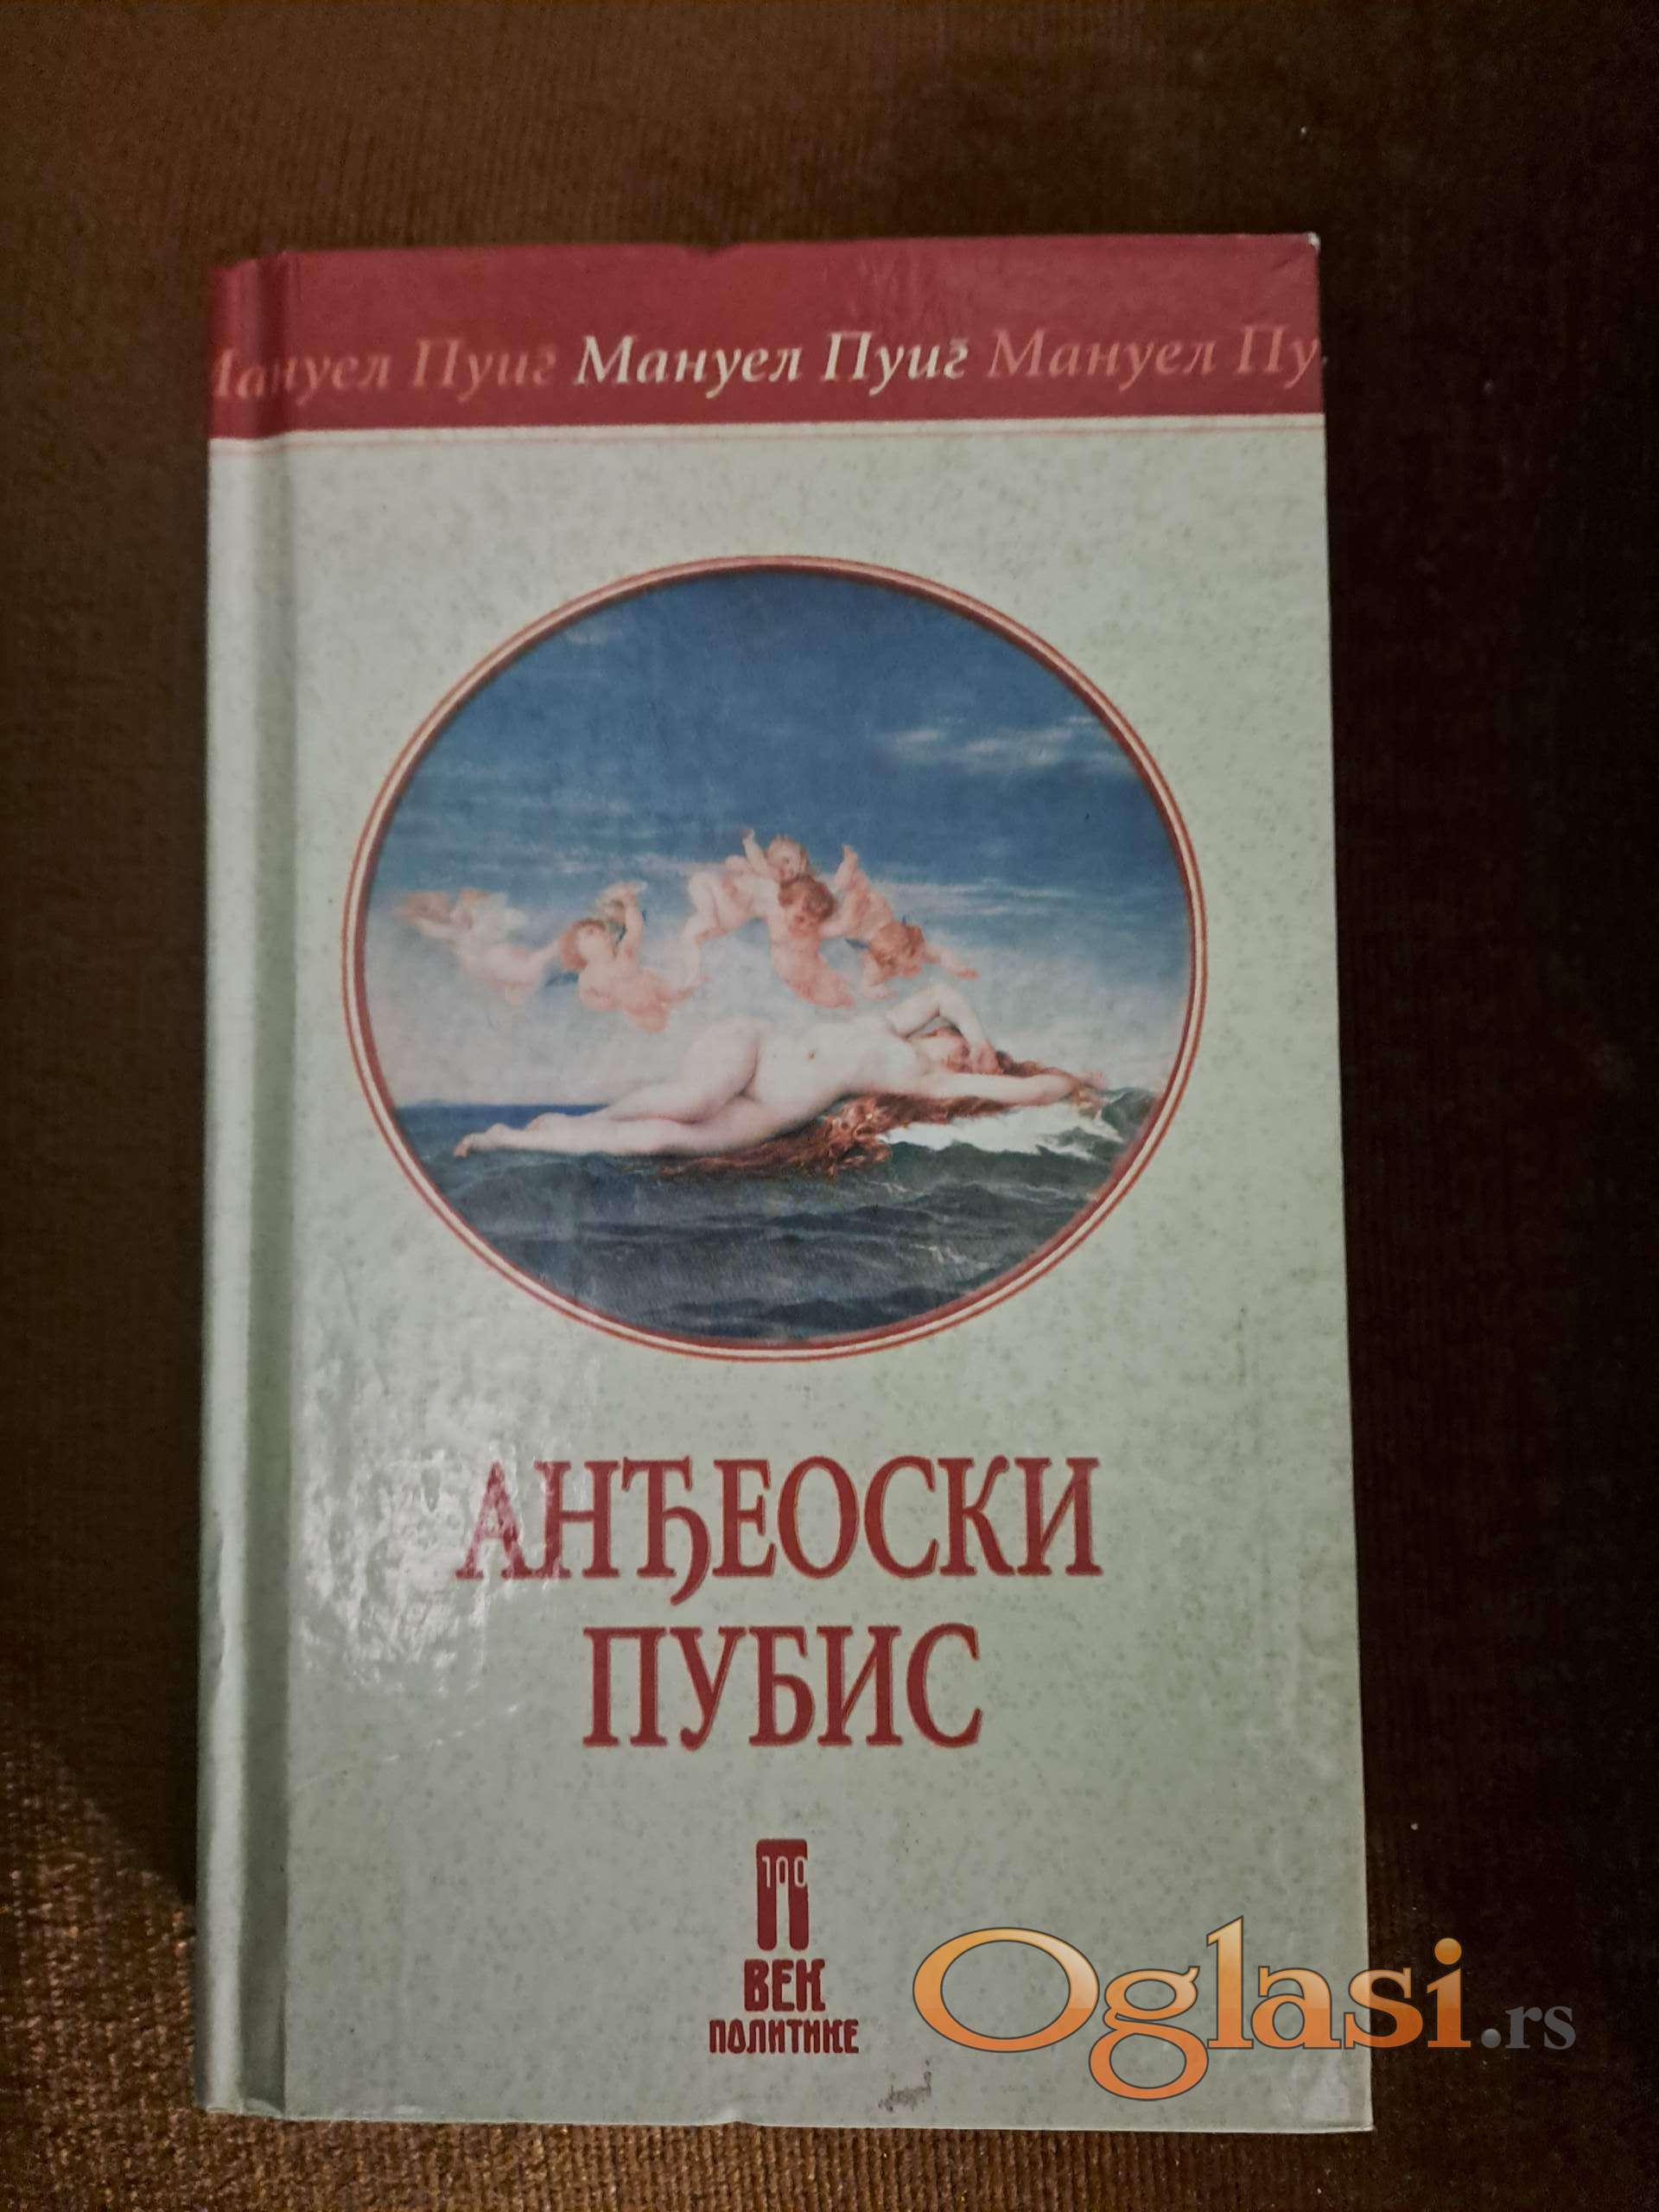 Мануел Пуиг Мануел Пуиг Мануел Пу
АНЂЕОСКИ
ПУБИС
100
ВЕК
ПОЛИТИКЕ
Oglasi.rs